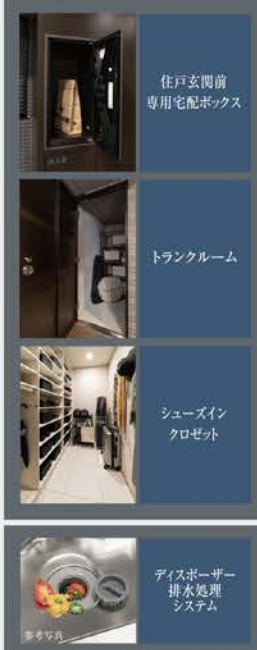 住戸玄関前
専用宅配ボックス
トランクルーム
シューズイン
クロゼット
ディスポーザー
排水処理
システム
参考写真